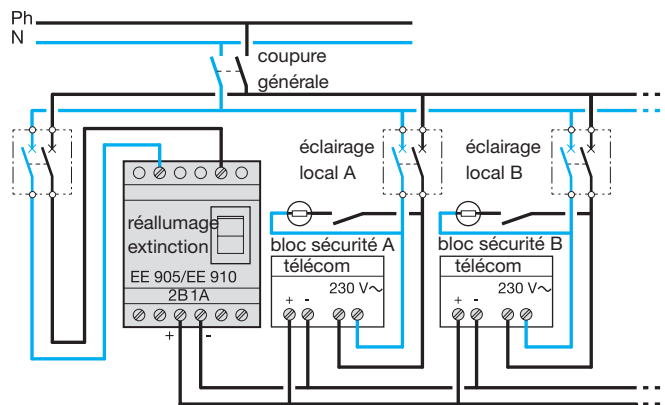 Ph
N
coupure
générale
éclairage
local A
éclairage
local B
réallumage
extinction
bloc sécurité A
bloc sécurité B
télécom
télécom
EE 905/EE 910
230 V~
230 V~
2B1A
+ -
+ -
+ -